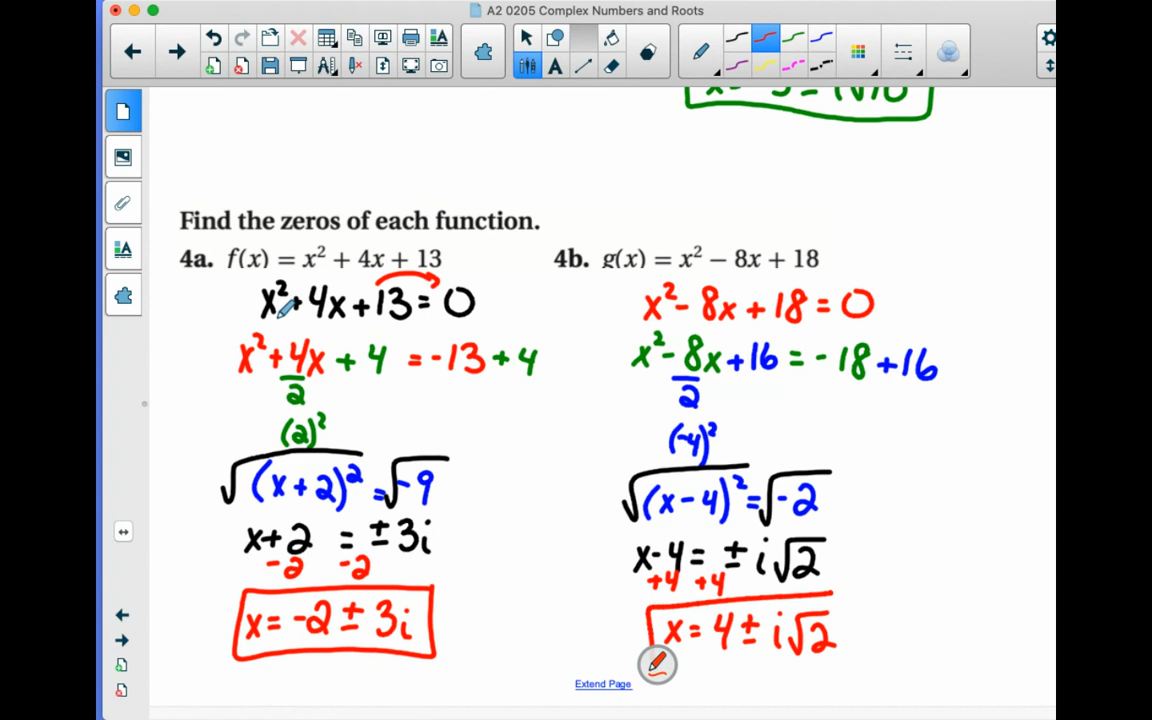 A2 0205 Complex Numbers and Roots
Find the zeros of each function.
4a. f(x) = x² + 4x + 13
x² + 4x + 13 = 0
x² + 4x + 4 = -13 + 4
2
(2)²
√(x + 2)² = √-9
x + 2 = ± 3i
-2 -2
x = -2 ± 3i
4b. g(x) = x² − 8x + 18
x² - 8x + 18 = 0
x² - 8x + 16 = -18 + 16
2
(-4)²
√(x - 4)² = √-2
x - 4 = ± i√2
+4 +4
x = 4 ± i√2
Extend Page